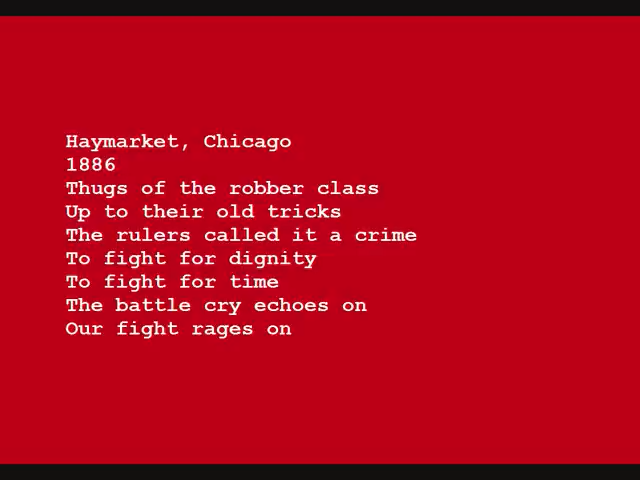 Haymarket, Chicago
1886
Thugs of the robber class
Up to their old tricks
The rulers called it a crime
To fight for dignity
To fight for time
The battle cry echoes on
Our fight rages on